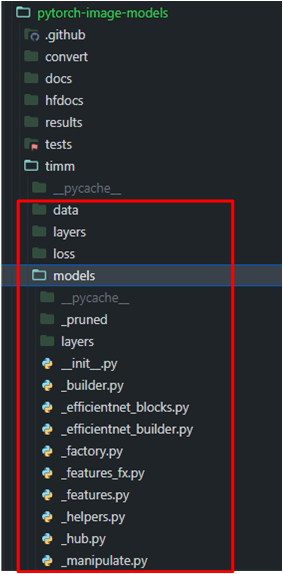 pytorch-image-models
.github
convert
docs
hfdocs
results
tests
timm
__pycache__
data
layers
loss
models
__pycache__
_pruned
layers
__init__.py
_builder.py
_efficientnet_blocks.py
_efficientnet_builder.py
_factory.py
_features_fx.py
_features.py
_helpers.py
_hub.py
_manipulate.py